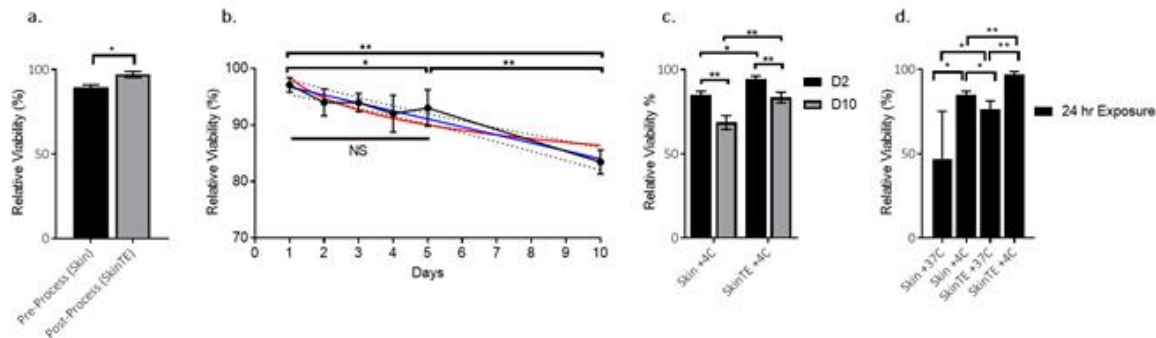 a.
Relative Viability (%)
100
50
0
*
Pre-Process (Skin)
Post-Process (SkinTE)
b.
Relative Viability (%)
100
90
80
70
**
*
**
NS
0 1 2 3 4 5 6 7 8 9 10
Days
c.
Relative Viability %
100
50
0
**
*
**
**
D2
D10
Skin +4C
SkinTE +4C
d.
Relative Viability (%)
100
50
0
**
*
**
*
*
24 hr Exposure
Skin +37C
Skin +4C
SkinTE +37C
SkinTE +4C